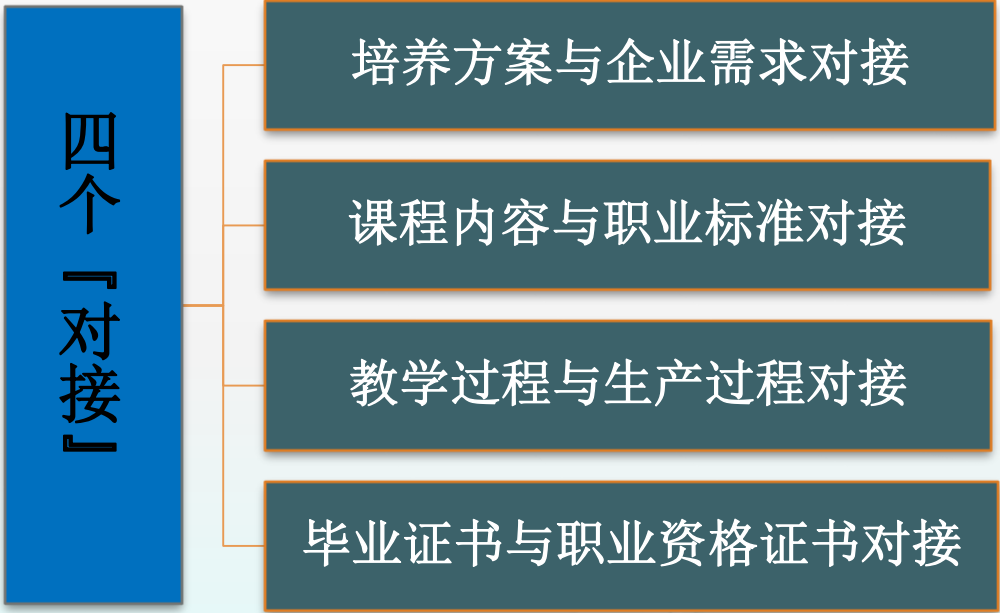 四个『对接』
培养方案与企业需求对接
课程内容与职业标准对接
教学过程与生产过程对接
毕业证书与职业资格证书对接